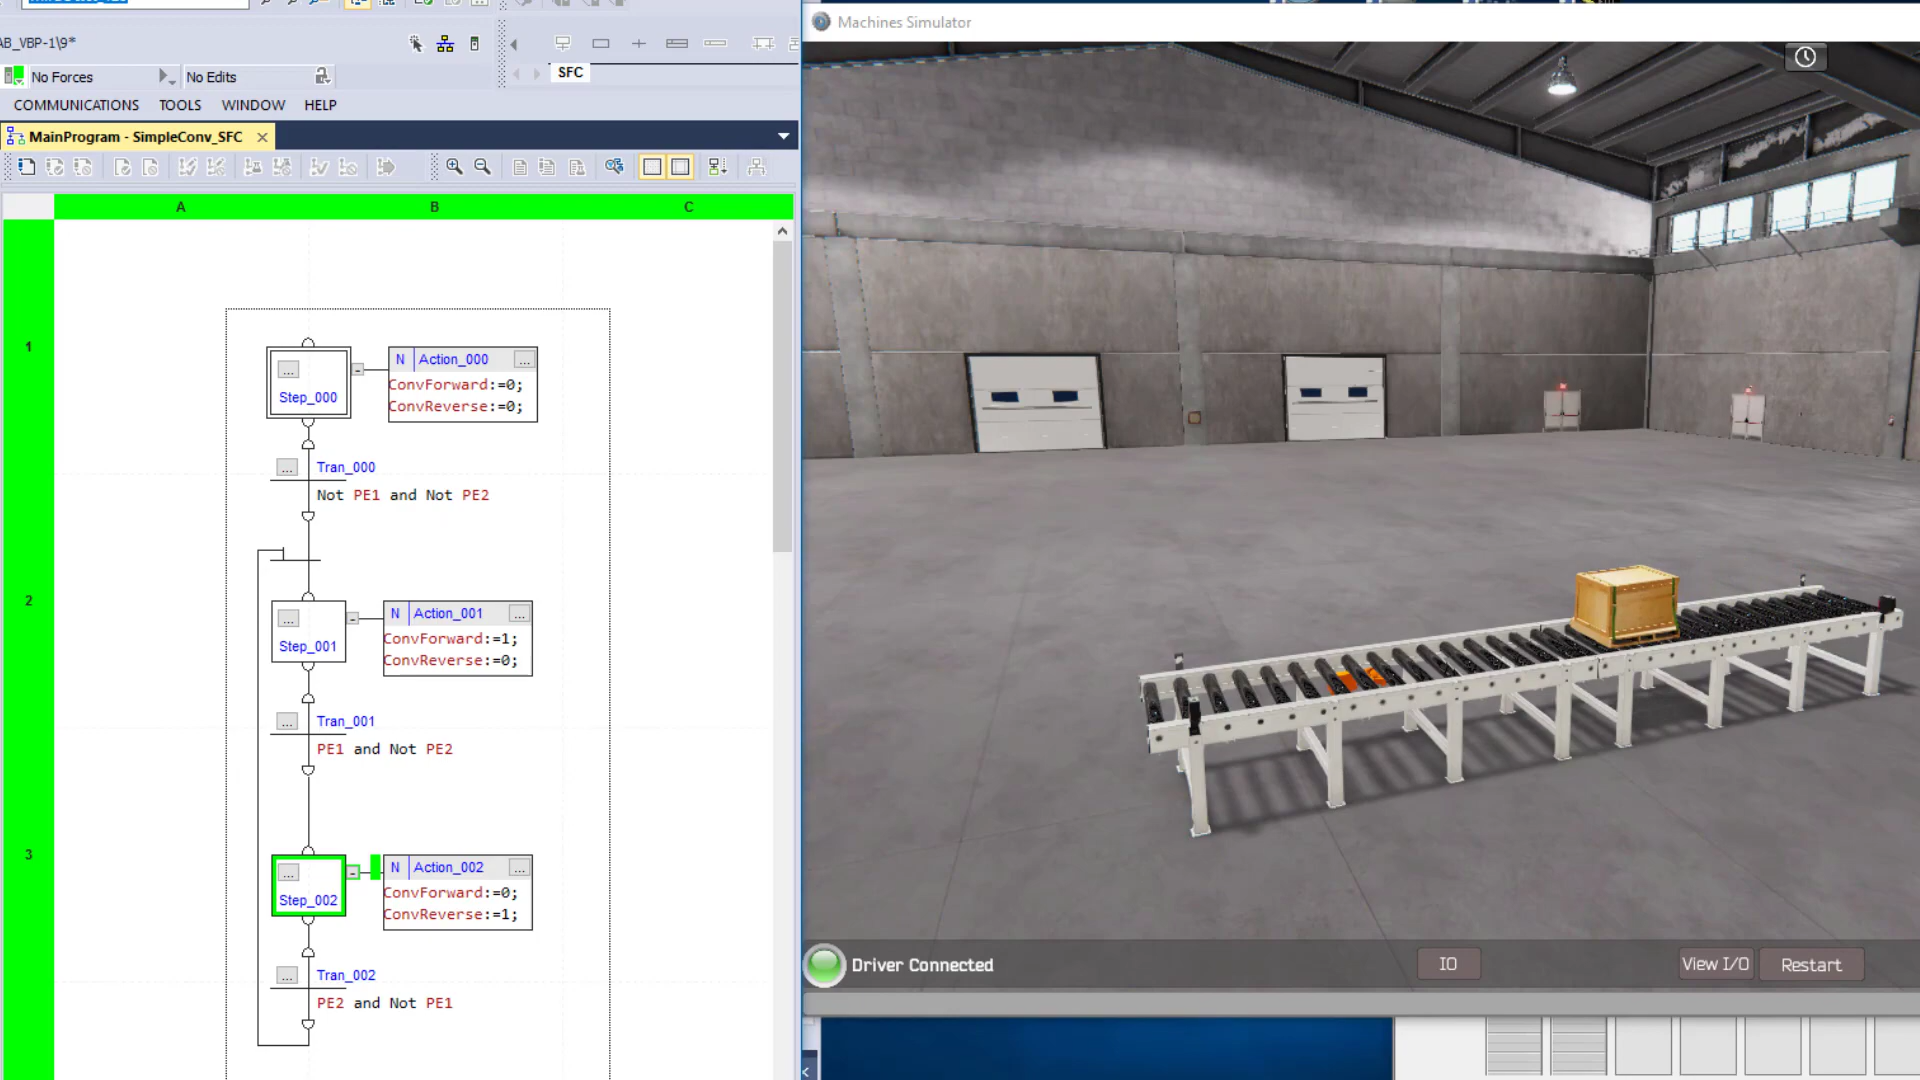 Machines Simulator
AB_VBP-1\9*
No Forces
No Edits
SFC
COMMUNICATIONS TOOLS WINDOW HELP
MainProgram - SimpleConv_SFC
A B C
1
... Step_000
N Action_000 ...
ConvForward:=0;
ConvReverse:=0;
... Tran_000
Not PE1 and Not PE2
2
... Step_001
N Action_001 ...
ConvForward:=1;
ConvReverse:=0;
... Tran_001
PE1 and Not PE2
3
... Step_002
N Action_002 ...
ConvForward:=0;
ConvReverse:=1;
... Tran_002
PE2 and Not PE1
Driver Connected
IO
View I/O
Restart